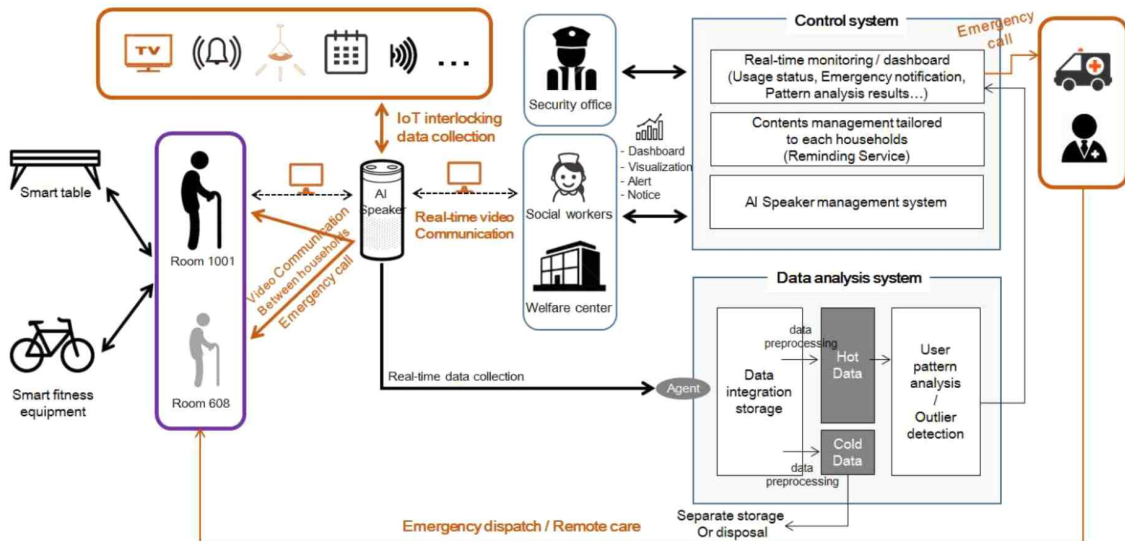 TV
...
IoT interlocking
data collection
Smart table
Smart fitness
equipment
Room 1001
Room 608
AI
Speaker
Real-time video
Communication
Video Communication
Between households
Emergency call
Security office
Social workers
Welfare center
- Dashboard
- Visualization
- Alert
- Notice
Control system
Real-time monitoring / dashboard
(Usage status, Emergency notification,
Pattern analysis results…)
Contents management tailored
to each households
(Reminding Service)
AI Speaker management system
Emergency
call
Data analysis system
Real-time data collection
Agent
Data
integration
storage
data
preprocessing
Hot
Data
data
preprocessing
Cold
Data
User
pattern
analysis
/
Outlier
detection
Separate storage
Or disposal
Emergency dispatch / Remote care